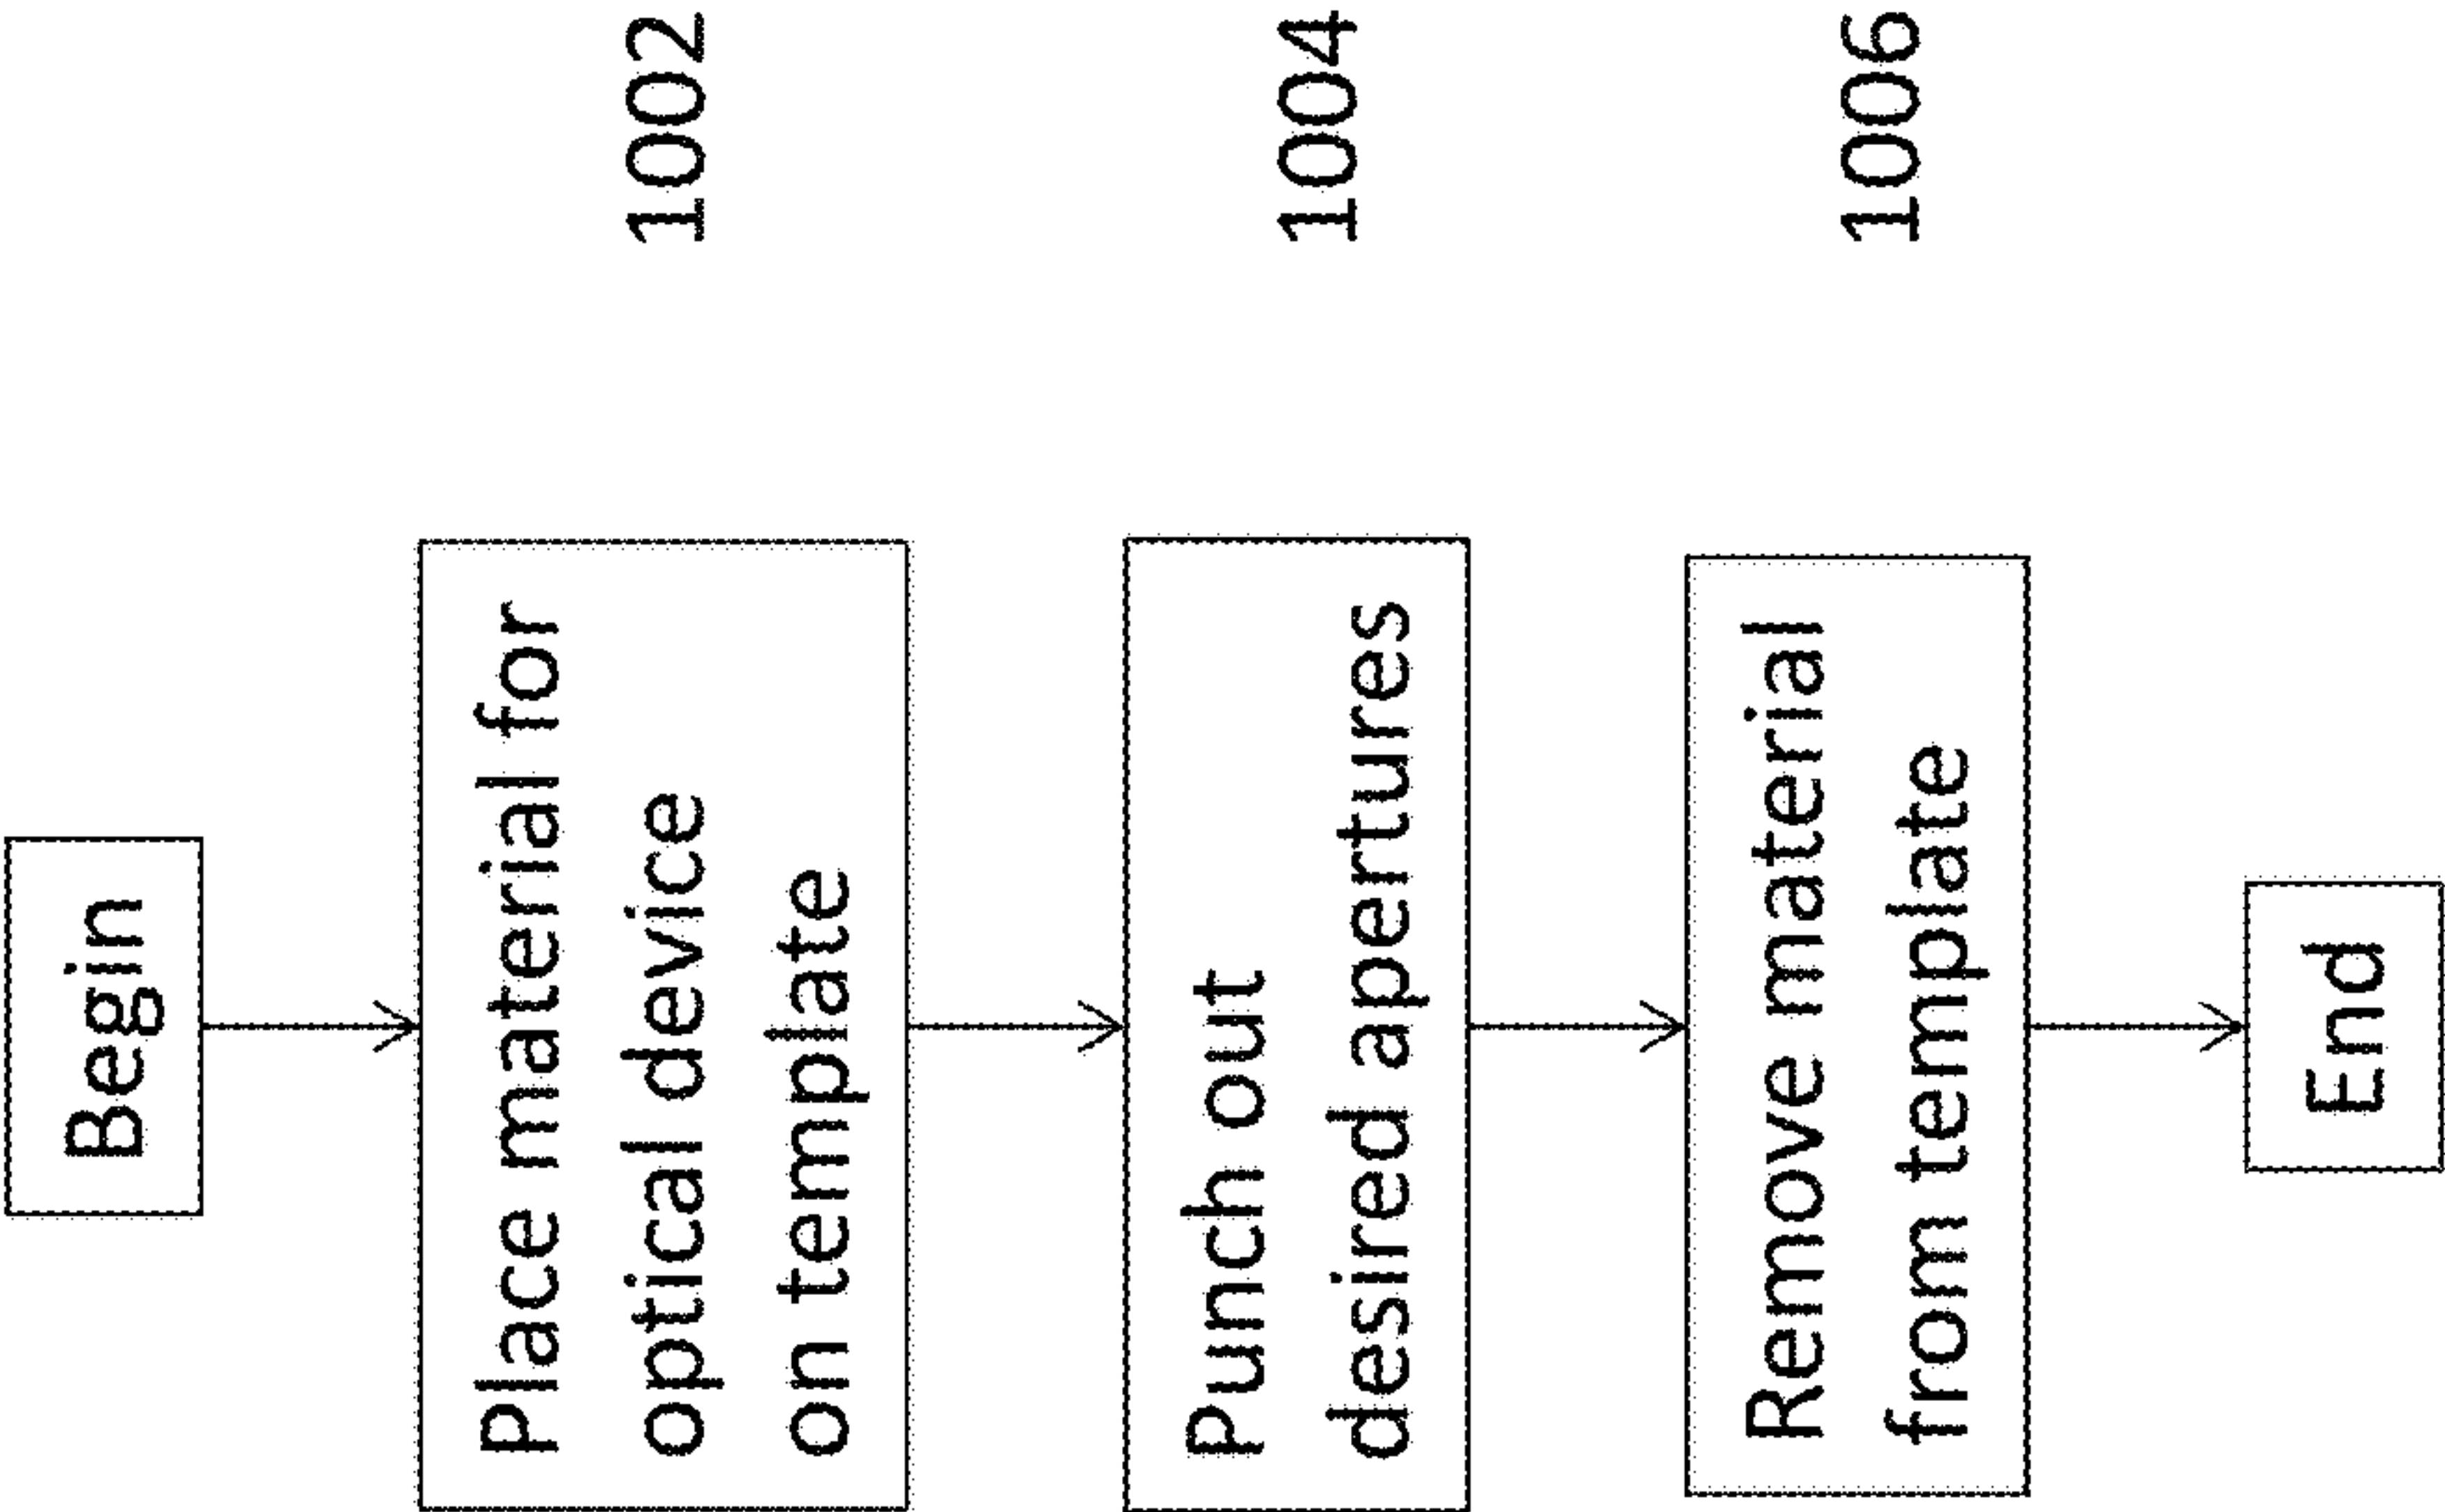 Begin
Place material for
optical device
on template
1002
Punch out
desired apertures
1004
Remove material
from template
1006
End